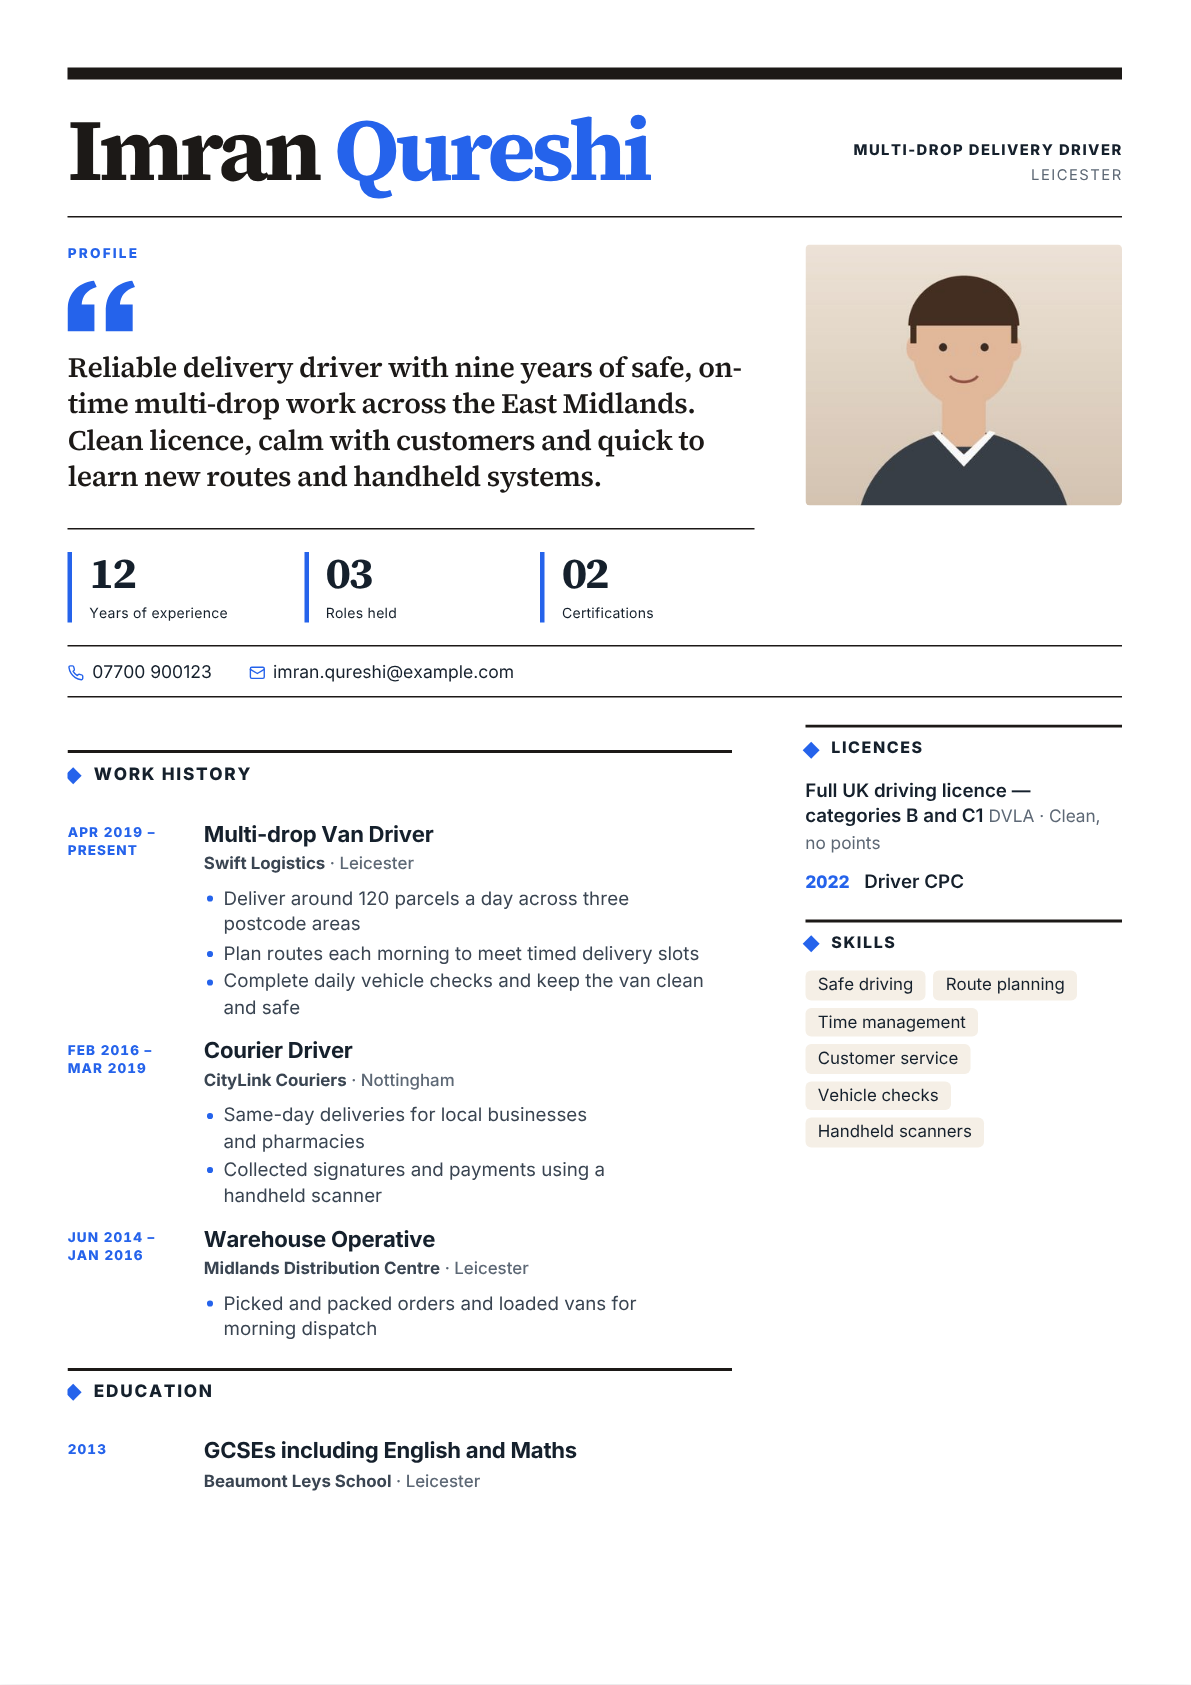 Imran Qureshi
MULTI-DROP DELIVERY DRIVER
LEICESTER
PROFILE
Reliable delivery driver with nine years of safe, on-
time multi-drop work across the East Midlands.
Clean licence, calm with customers and quick to
learn new routes and handheld systems.
12
Years of experience
03
Roles held
02
Certifications
07700 900123
imran.qureshi@example.com
WORK HISTORY
APR 2019 –
PRESENT
Multi-drop Van Driver
Swift Logistics · Leicester
• Deliver around 120 parcels a day across three
postcode areas
• Plan routes each morning to meet timed delivery slots
• Complete daily vehicle checks and keep the van clean
and safe
FEB 2016 –
MAR 2019
Courier Driver
CityLink Couriers · Nottingham
• Same-day deliveries for local businesses
and pharmacies
• Collected signatures and payments using a
handheld scanner
JUN 2014 –
JAN 2016
Warehouse Operative
Midlands Distribution Centre · Leicester
• Picked and packed orders and loaded vans for
morning dispatch
EDUCATION
2013
GCSEs including English and Maths
Beaumont Leys School · Leicester
LICENCES
Full UK driving licence —
categories B and C1 DVLA · Clean,
no points
2022 Driver CPC
SKILLS
Safe driving
Route planning
Time management
Customer service
Vehicle checks
Handheld scanners